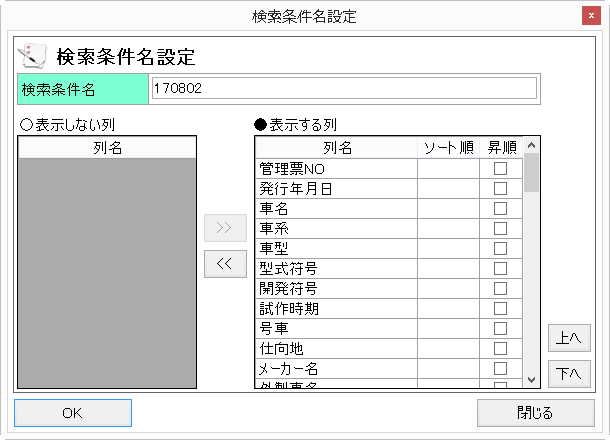 検索条件名設定
x
検索条件名設定
検索条件名 170802
○表示しない列 ●表示する列
列名
列名 ソート順 昇順
管理票NO
発行年月日
車名
車系
車型
型式符号
開発符号
試作時期
号車
仕向地
メーカー名
外製車名
>>
<<
上へ
下へ
OK 閉じる